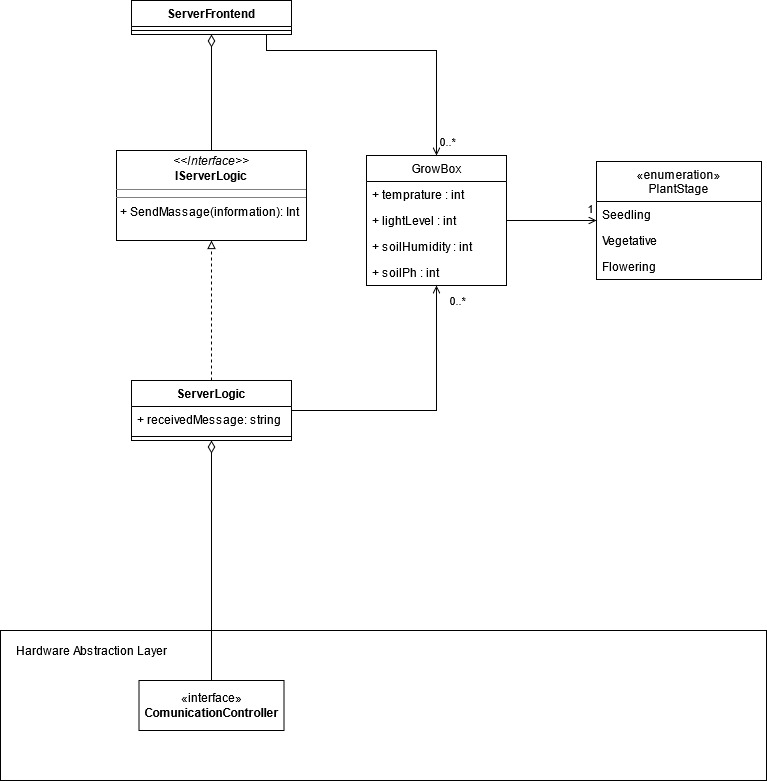 ServerFrontend
<<Interface>>
IServerLogic
+ SendMassage(information): Int
0..*
GrowBox
+ temprature : int
+ lightLevel : int
+ soilHumidity : int
+ soilPh : int
1
«enumeration»
PlantStage
Seedling
Vegetative
Flowering
0..*
ServerLogic
+ receivedMessage: string
Hardware Abstraction Layer
«interface»
ComunicationController